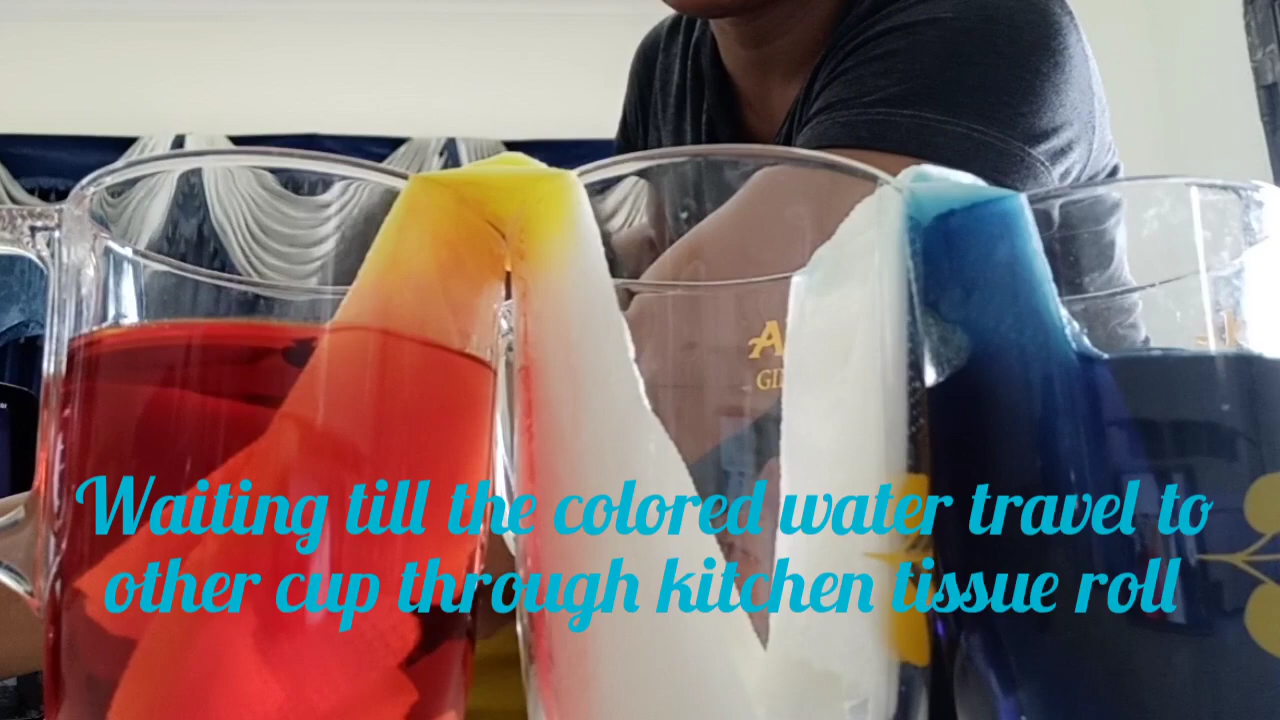 Waiting till the colored water travel to
other cup through kitchen tissue roll